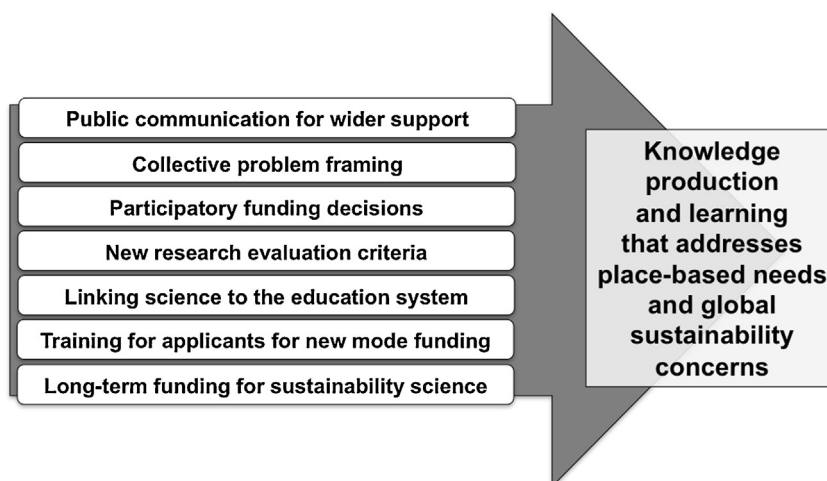 Public communication for wider support
Collective problem framing
Participatory funding decisions
New research evaluation criteria
Linking science to the education system
Training for applicants for new mode funding
Long-term funding for sustainability science
Knowledge
production
and learning
that addresses
place-based needs
and global
sustainability
concerns